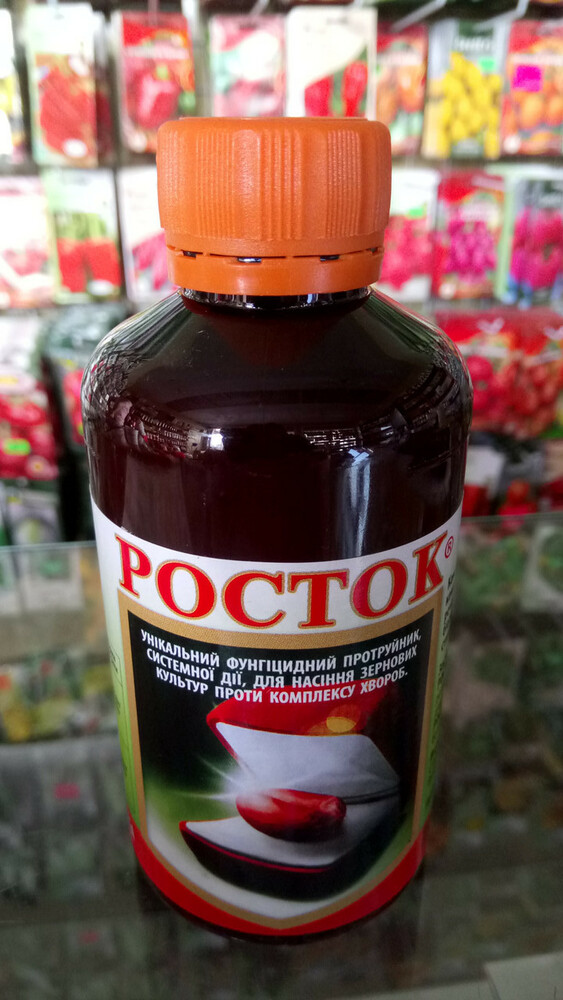 РОСТОК®
УНІКАЛЬНИЙ ФУНГІЦИДНИЙ ПРОТРУЙНИК,
СИСТЕМНОЇ ДІЇ, ДЛЯ НАСІННЯ ЗЕРНОВИХ
КУЛЬТУР ПРОТИ КОМПЛЕКСУ ХВОРОБ.